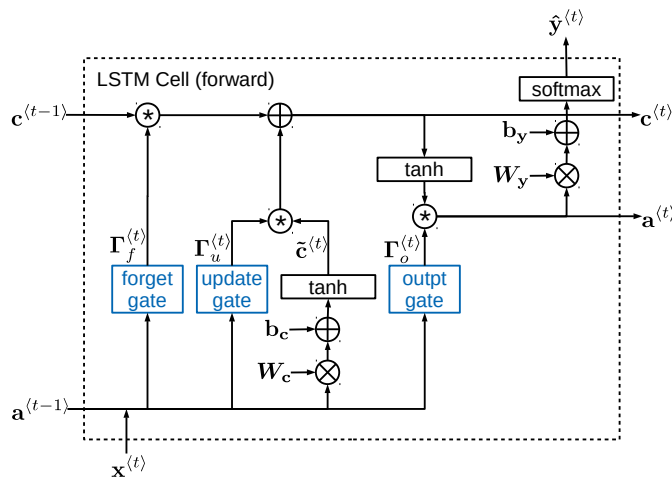 ŷ⟨t⟩
LSTM Cell (forward)
softmax
c⟨t−1⟩
*
c⟨t⟩
b_y
tanh
W_y
*
*
a⟨t⟩
Γ_f⟨t⟩
Γ_u⟨t⟩
c̃⟨t⟩
Γ_o⟨t⟩
forget
gate
update
gate
tanh
outpt
gate
b_c
W_c
a⟨t−1⟩
x⟨t⟩